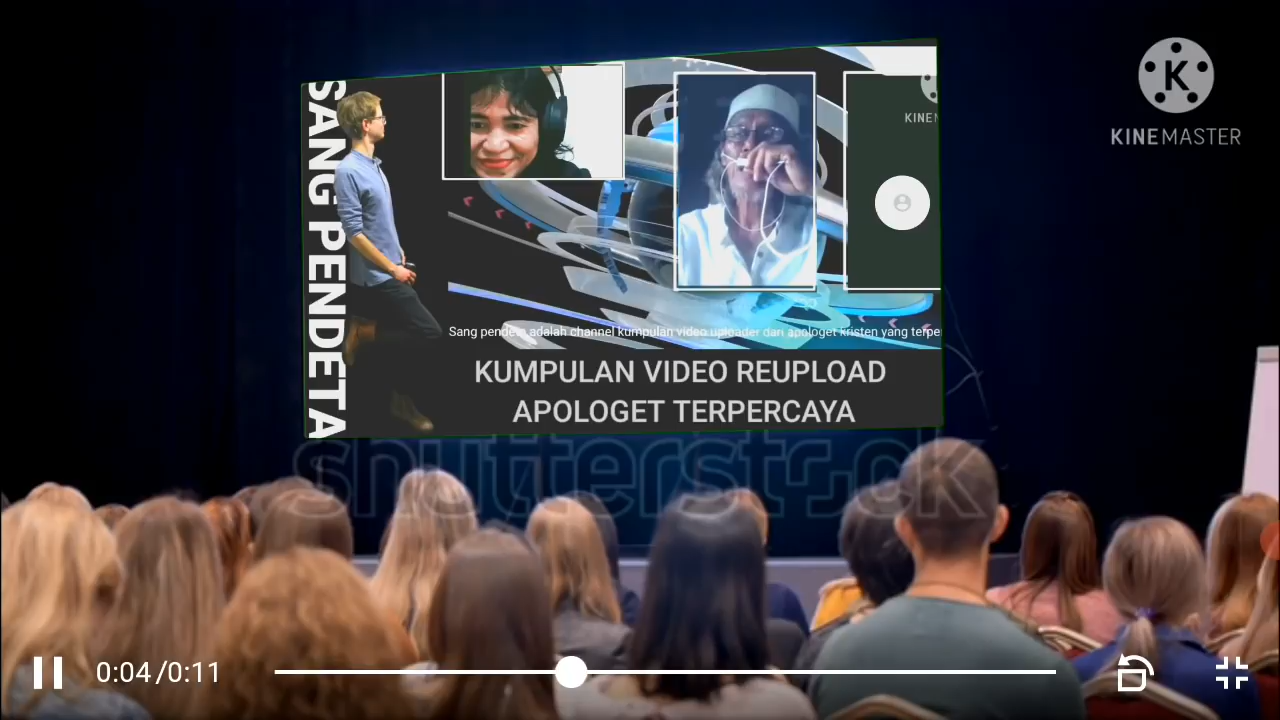 KINEMASTER
SANG PENDETA
KINEM
Sang pendeta adalah channel kumpulan video uploader dari apologet kristen yang terpe
KUMPULAN VIDEO REUPLOAD
APOLOGET TERPERCAYA
shutterstock
0:04/0:11